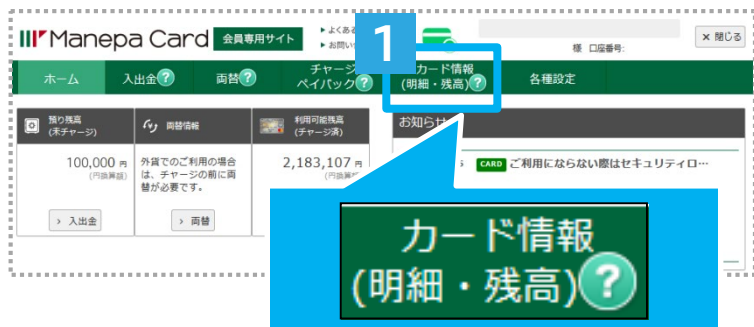 Manepa Card 会員専用サイト
よくある
お問い
1
様 口座番号:
× 閉じる
ホーム
入出金?
両替?
チャージ
ペイバック?
カード情報
(明細・残高)?
各種設定
預り残高
(未チャージ)
両替情報
利用可能残高
(チャージ済)
お知らせ
100,000 円
(円換算額)
外貨でのご利用の場合
は、チャージの前に両
替が必要です。
2,183,107 円
(円換算
CARD ご利用にならない際はセキュリティロ…
> 入出金
> 両替
カード情報
(明細・残高)?